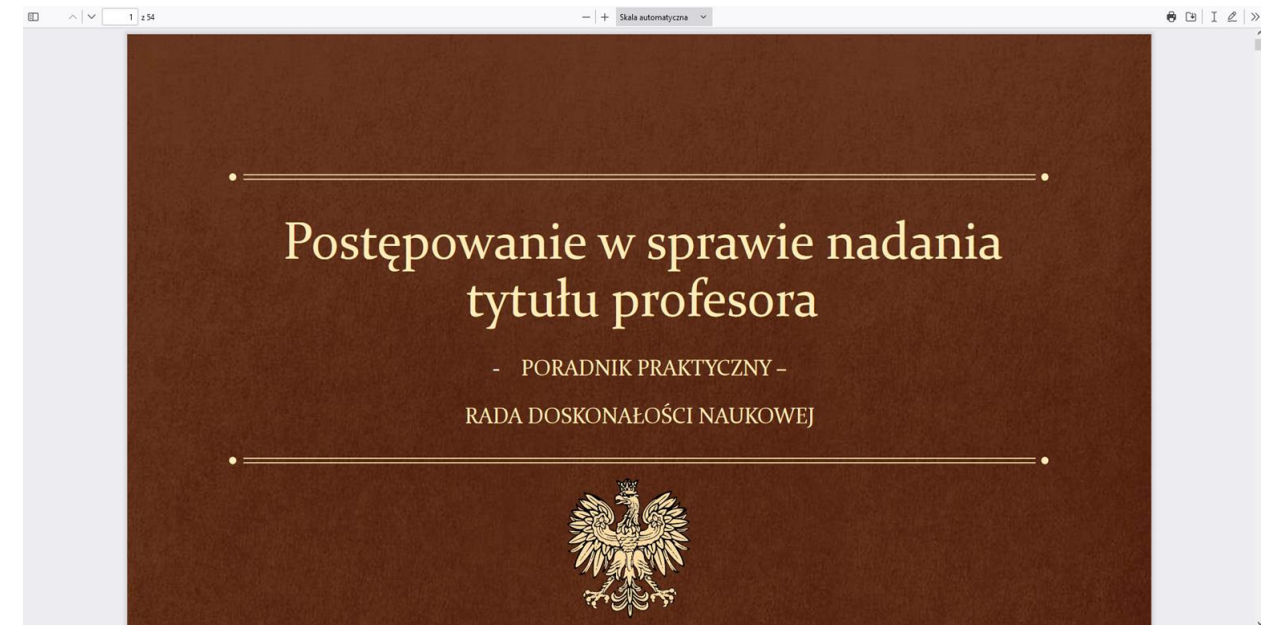 1 z 54
Skala automatyczna
Postępowanie w sprawie nadania
tytułu profesora
- PORADNIK PRAKTYCZNY –
RADA DOSKONAŁOŚCI NAUKOWEJ